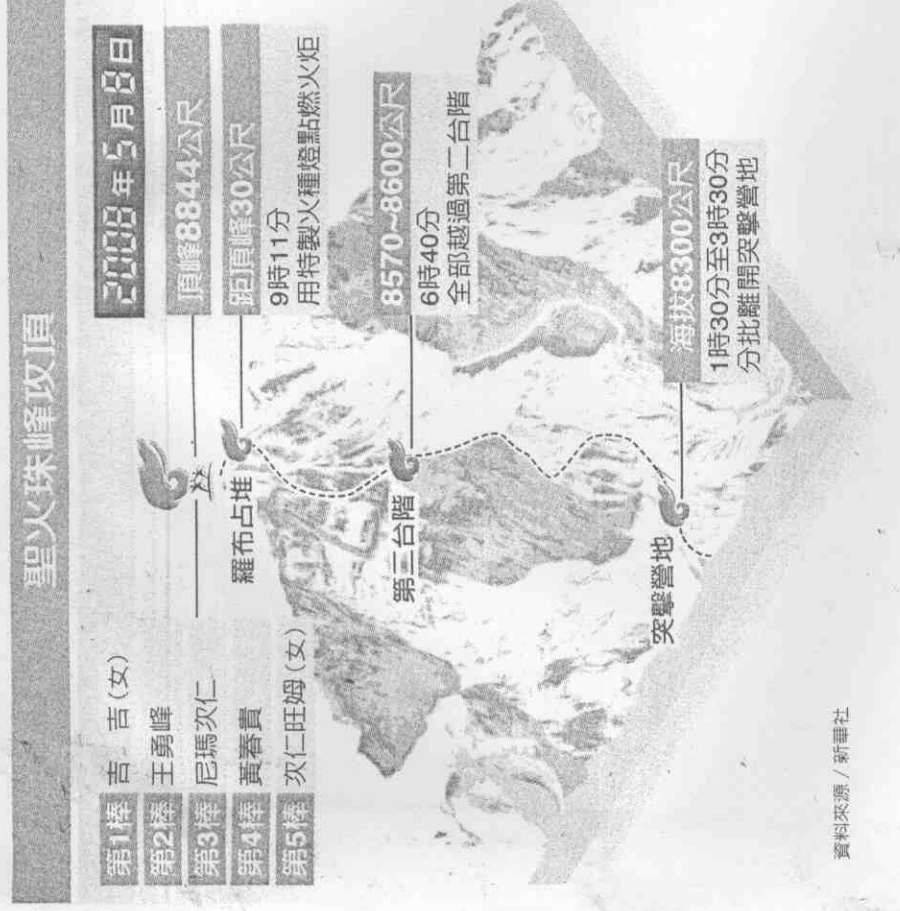 聖火珠峰攻頂
2008年5月8日
第1棒 吉 吉(女)
第2棒 王勇峰
第3棒 尼瑪次仁
第4棒 黃春貴
第5棒 次仁旺姆(女)
頂峰8844公尺
距頂峰30公尺
9時11分
用特製火種燈點燃火炬
羅布占堆
8570~8600公尺
6時40分
全部越過第二台階
第二台階
海拔8300公尺
1時30分至3時30分
分批離開突擊營地
突擊營地
資料來源/新華社